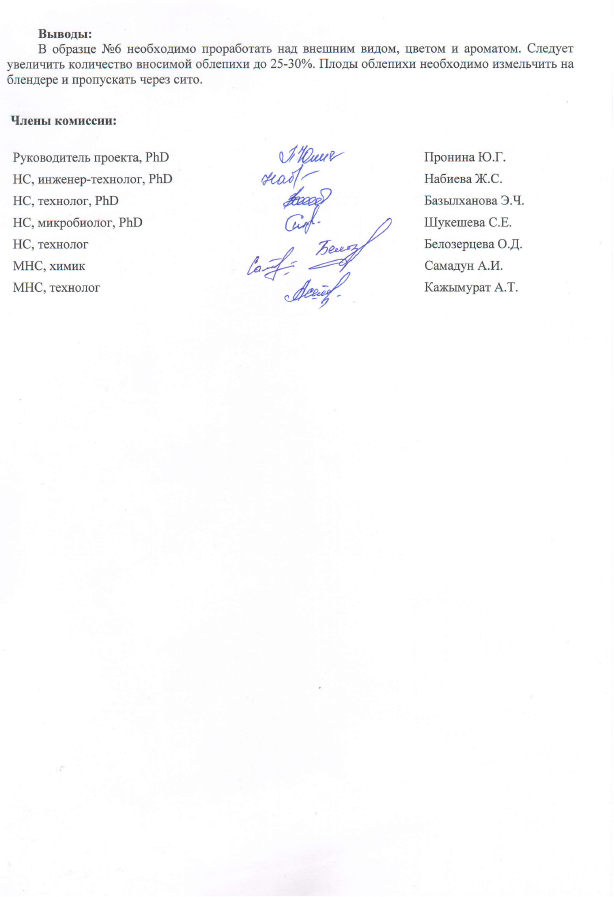 Выводы:
В образце №6 необходимо проработать над внешним видом, цветом и ароматом. Следует
увеличить количество вносимой облепихи до 25-30%. Плоды облепихи необходимо измельчить на
блендере и пропускать через сито.
Члены комиссии:
Руководитель проекта, PhD Пронина Ю.Г.
НС, инженер-технолог, PhD Набиева Ж.С.
НС, технолог, PhD Базылханова Э.Ч.
НС, микробиолог, PhD Шукешева С.Е.
НС, технолог Белозерцева О.Д.
МНС, химик Самадун А.И.
МНС, технолог Кажымурат А.Т.